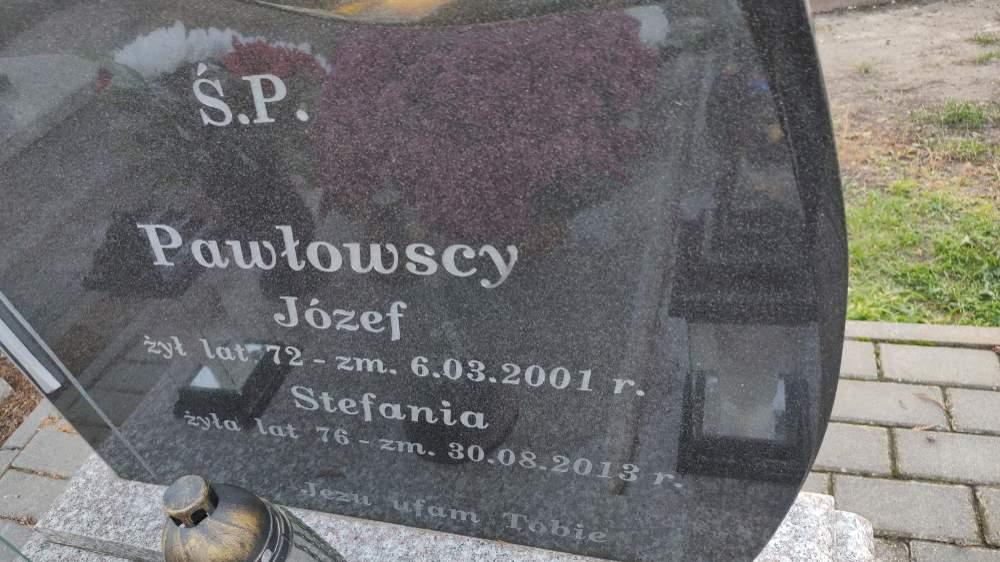 Ś.P.
Pawłowscy
Józef
żył lat 72 - zm. 6.03.2001 r.
Stefania
żyła lat 76 - zm. 30.08.2013 r.
Jezu ufam Tobie